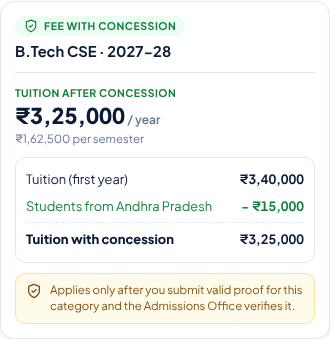 FEE WITH CONCESSION
B.Tech CSE · 2027–28
TUITION AFTER CONCESSION
₹3,25,000 / year
₹1,62,500 per semester
Tuition (first year) ₹3,40,000
Students from Andhra Pradesh − ₹15,000
Tuition with concession ₹3,25,000
Applies only after you submit valid proof for this
category and the Admissions Office verifies it.